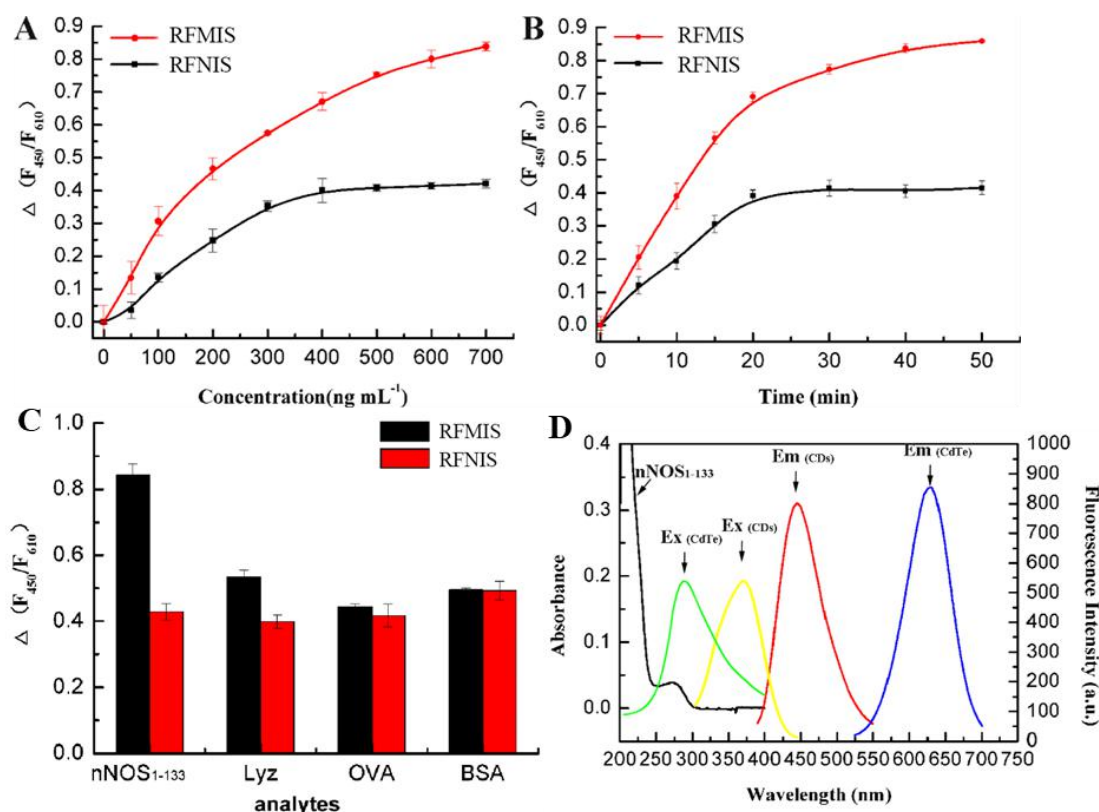 A
RFMIS
RFNIS
△ (F450/F610)
0.9
0.8
0.7
0.6
0.5
0.4
0.3
0.2
0.1
0.0
0 100 200 300 400 500 600 700
Concentration(ng mL-1)
B
RFMIS
RFNIS
△ (F450/F610)
0.9
0.8
0.7
0.6
0.5
0.4
0.3
0.2
0.1
0.0
0 10 20 30 40 50
Time (min)
C
RFMIS
RFNIS
△ (F450/F610)
1.0
0.8
0.6
0.4
0.2
0.0
nNOS1-133 Lyz OVA BSA
analytes
D
nNOS1-133
Ex (CdTe)
Ex (CDs)
Em (CDs)
Em (CdTe)
Absorbance
0.4
0.3
0.2
0.1
0.0
Fluorescence Intensity (a.u.)
1000
900
800
700
600
500
400
300
200
100
0
200 250 300 350 400 450 500 550 600 650 700 750
Wavelength (nm)